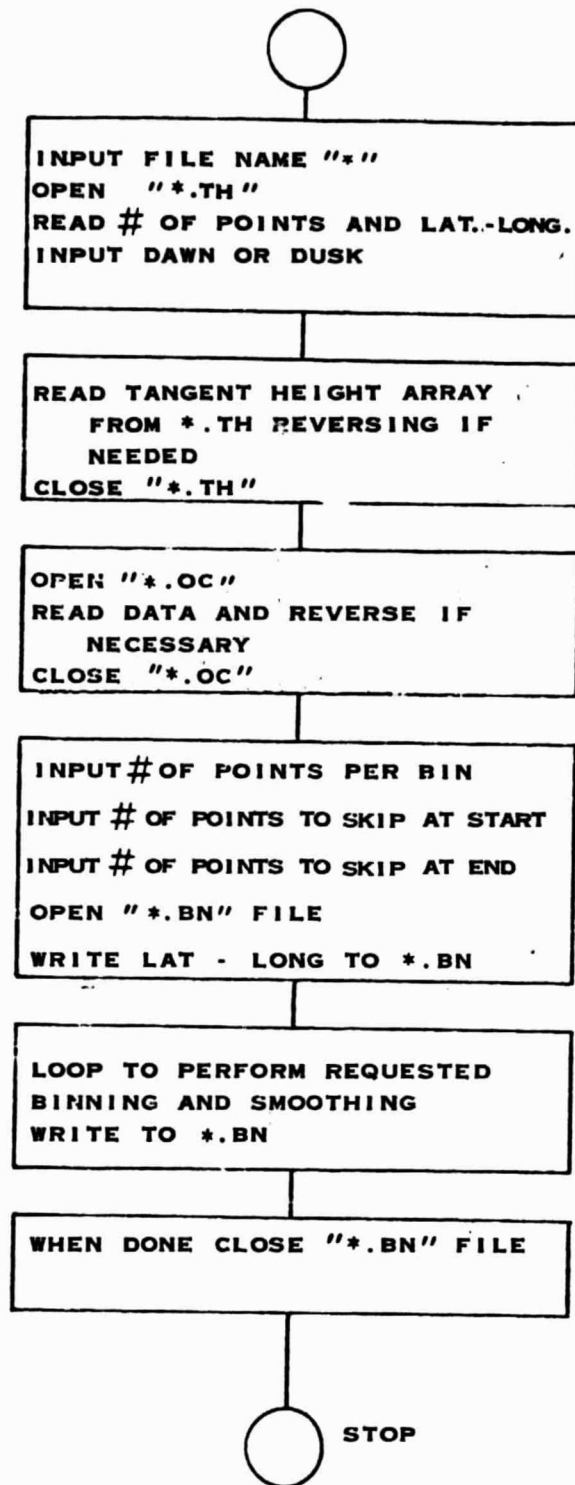 INPUT FILE NAME "*"
OPEN "*.TH"
READ # OF POINTS AND LAT.-LONG.
INPUT DAWN OR DUSK
READ TANGENT HEIGHT ARRAY
FROM *.TH REVERSING IF
NEEDED
CLOSE "*.TH"
OPEN "*.OC"
READ DATA AND REVERSE IF
NECESSARY
CLOSE "*.OC"
INPUT # OF POINTS PER BIN
INPUT # OF POINTS TO SKIP AT START
INPUT # OF POINTS TO SKIP AT END
OPEN "*.BN" FILE
WRITE LAT - LONG TO *.BN
LOOP TO PERFORM REQUESTED
BINNING AND SMOOTHING
WRITE TO *.BN
WHEN DONE CLOSE "*.BN" FILE
STOP